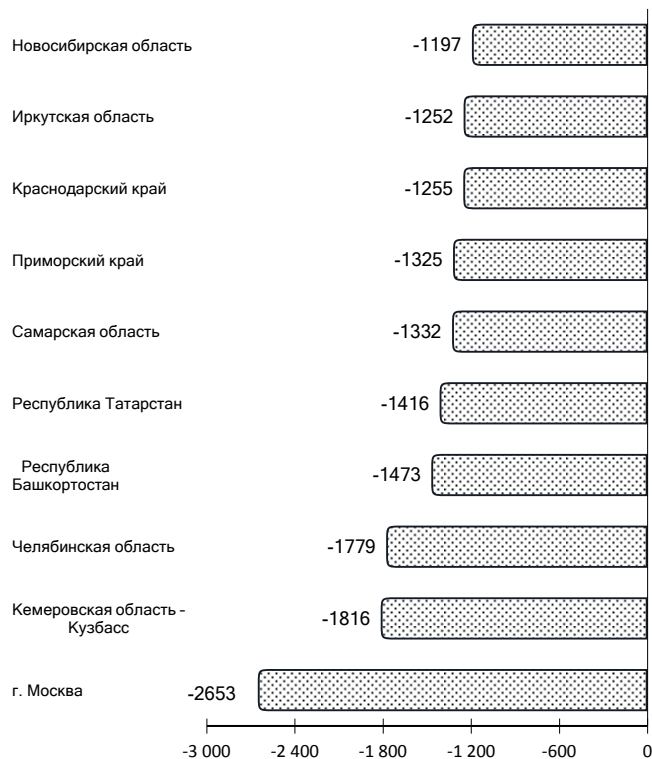 Новосибирская область -1197
Иркутская область -1252
Краснодарский край -1255
Приморский край -1325
Самарская область -1332
Республика Татарстан -1416
Республика
Башкортостан -1473
Челябинская область -1779
Кемеровская область –
Кузбасс -1816
г. Москва -2653
-3 000 -2 400 -1 800 -1 200 -600 0